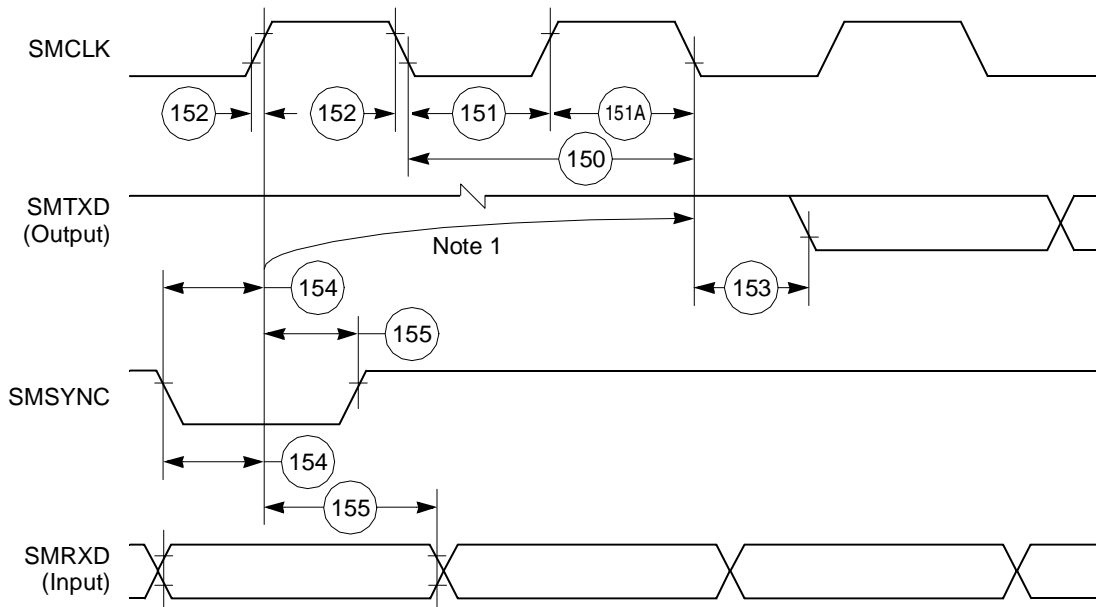 SMCLK
152
152
151
151A
150
SMTXD
(Output)
Note 1
154
153
155
SMSYNC
154
155
SMRXD
(Input)